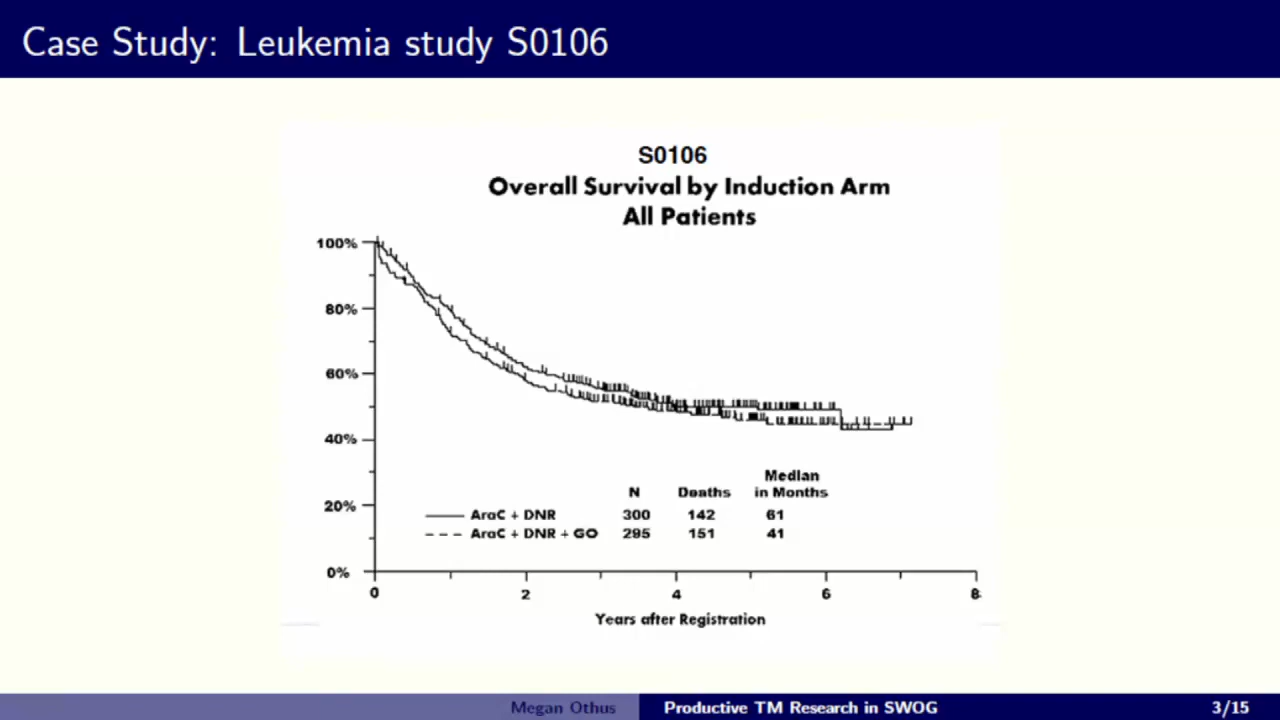 Case Study: Leukemia study S0106
S0106
Overall Survival by Induction Arm
All Patients
100%
80%
60%
40%
20%
0%
Median
N Deaths in Months
AraC + DNR 300 142 61
AraC + DNR + GO 295 151 41
0 2 4 6 8
Years after Registration
Megan Othus Productive TM Research in SWOG 3/15